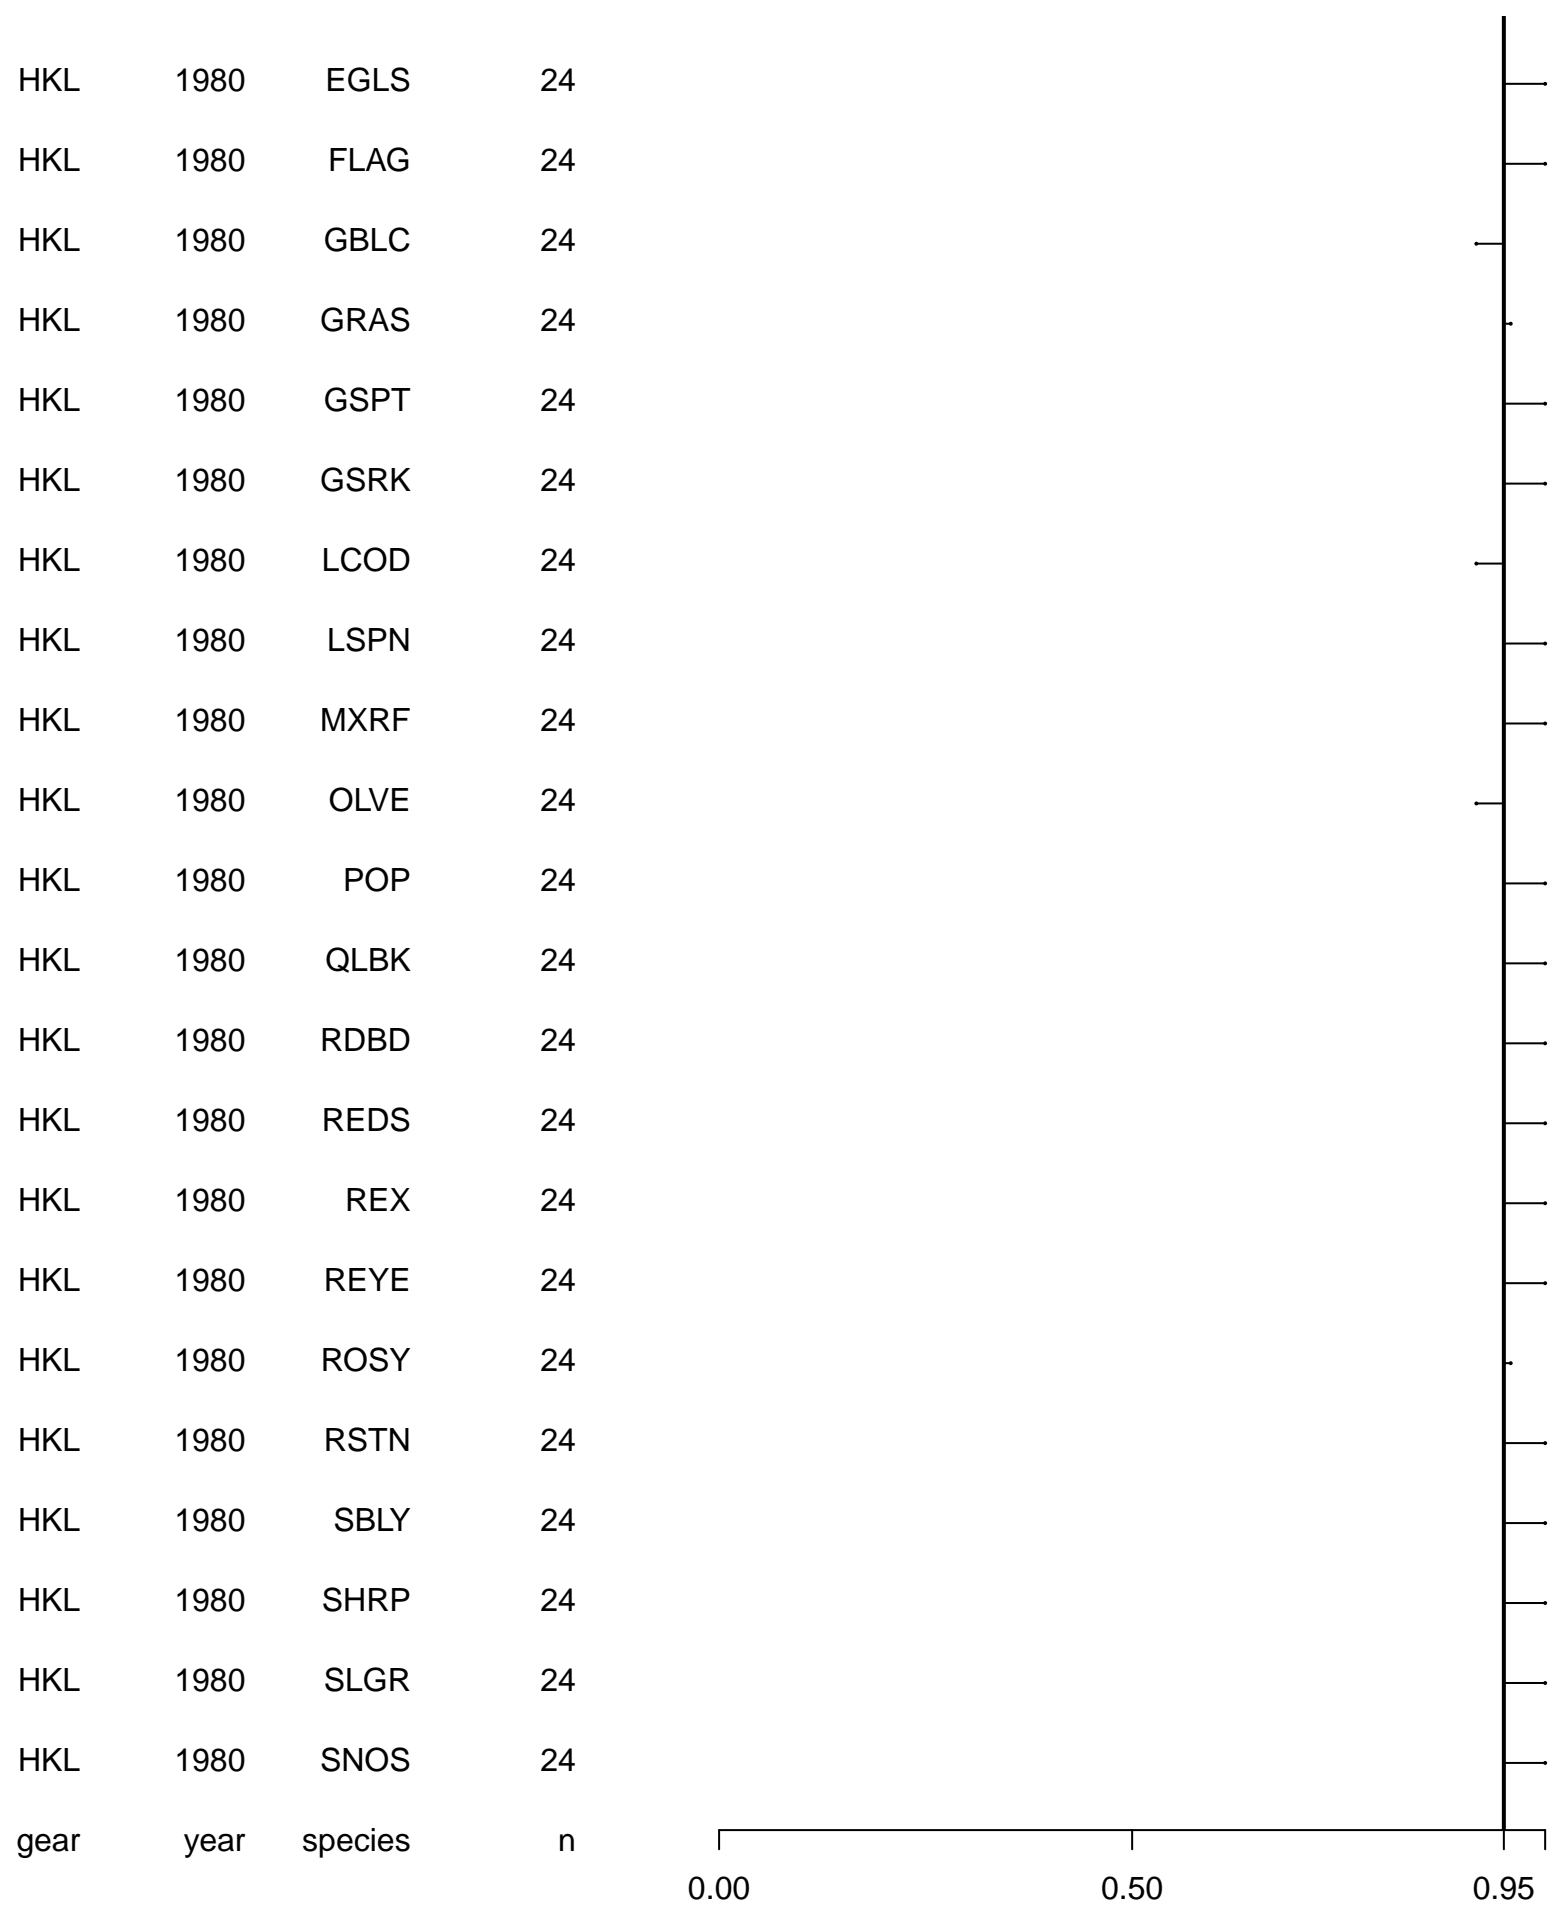 HKL 1980 EGLS 24
HKL 1980 FLAG 24
HKL 1980 GBLC 24
HKL 1980 GRAS 24
HKL 1980 GSPT 24
HKL 1980 GSRK 24
HKL 1980 LCOD 24
HKL 1980 LSPN 24
HKL 1980 MXRF 24
HKL 1980 OLVE 24
HKL 1980 POP 24
HKL 1980 QLBK 24
HKL 1980 RDBD 24
HKL 1980 REDS 24
HKL 1980 REX 24
HKL 1980 REYE 24
HKL 1980 ROSY 24
HKL 1980 RSTN 24
HKL 1980 SBLY 24
HKL 1980 SHRP 24
HKL 1980 SLGR 24
HKL 1980 SNOS 24
gear year species n
0.00 0.50 0.95